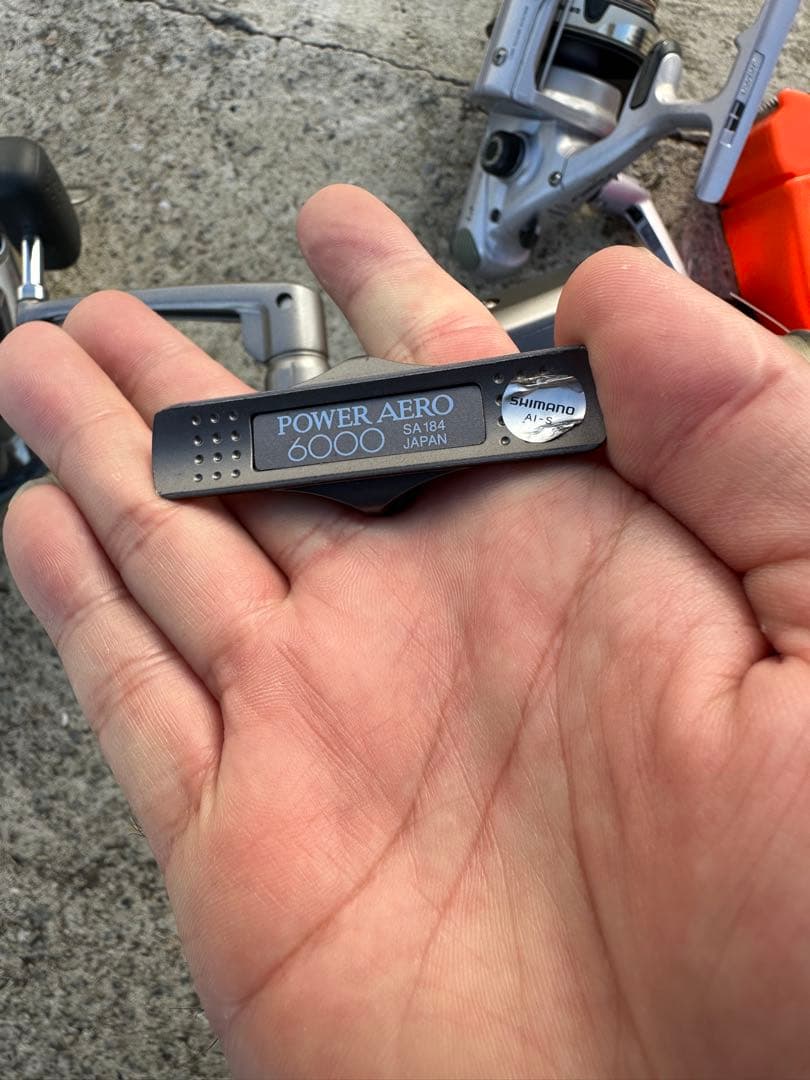 POWER AERO
6000 SA184
JAPAN
SHIMANO
AI-S